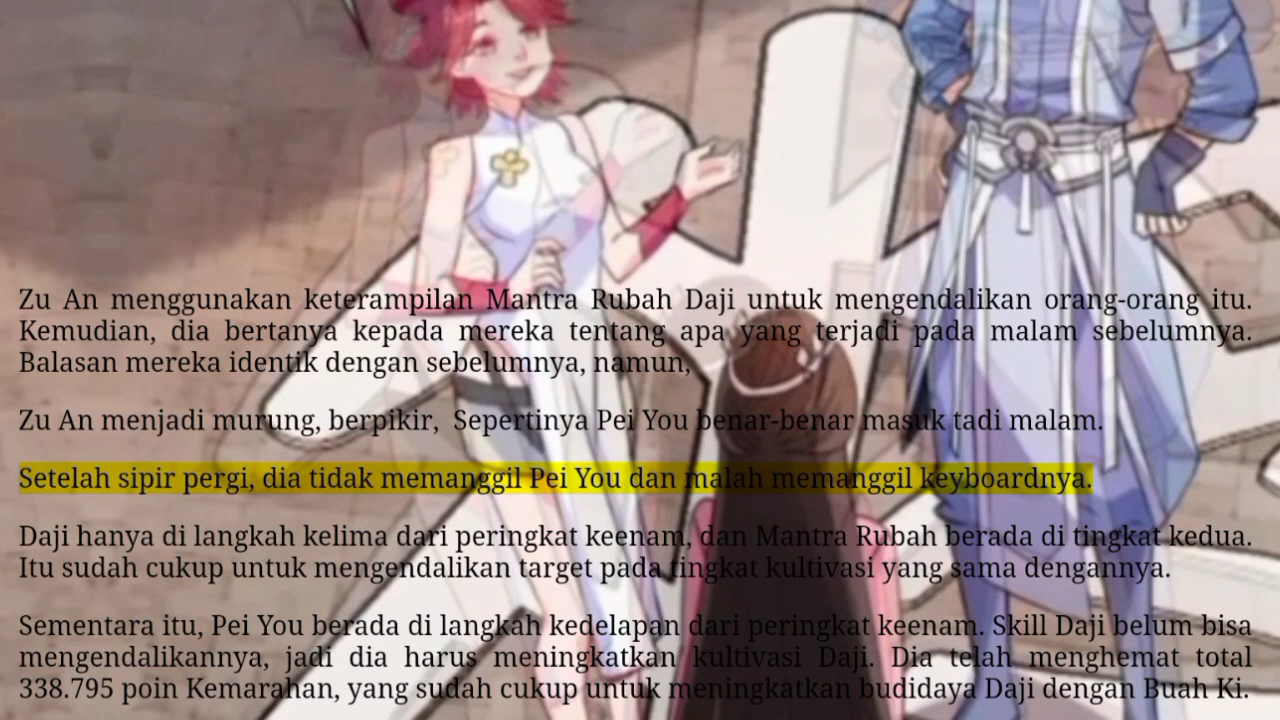 Zu An menggunakan keterampilan Mantra Rubah Daji untuk mengendalikan orang-orang itu.
Kemudian, dia bertanya kepada mereka tentang apa yang terjadi pada malam sebelumnya.
Balasan mereka identik dengan sebelumnya, namun,
Zu An menjadi murung, berpikir,  Sepertinya Pei You benar-benar masuk tadi malam.
Setelah sipir pergi, dia tidak memanggil Pei You dan malah memanggil keyboardnya.
Daji hanya di langkah kelima dari peringkat keenam, dan Mantra Rubah berada di tingkat kedua.
Itu sudah cukup untuk mengendalikan target pada tingkat kultivasi yang sama dengannya.
Sementara itu, Pei You berada di langkah kedelapan dari peringkat keenam. Skill Daji belum bisa
mengendalikannya, jadi dia harus meningkatkan kultivasi Daji. Dia telah menghemat total
338.795 poin Kemarahan, yang sudah cukup untuk meningkatkan budidaya Daji dengan Buah Ki.